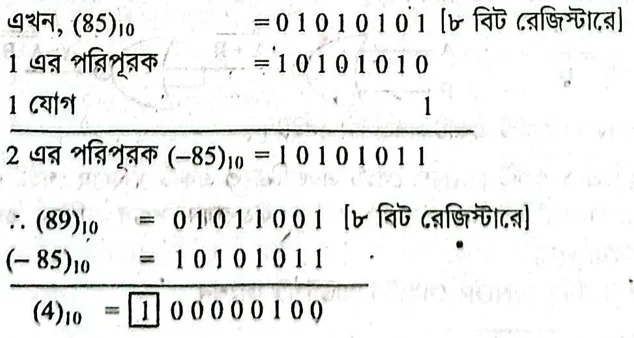 এখন, (85)₁₀ = 0 1 0 1 0 1 0 1 [৮ বিট রেজিস্টারে]
1 এর পরিপূরক = 1 0 1 0 1 0 1 0
1 যোগ 1
2 এর পরিপূরক (−85)₁₀ = 1 0 1 0 1 0 1 1
∴ (89)₁₀ = 0 1 0 1 1 0 0 1 [৮ বিট রেজিস্টারে]
(− 85)₁₀ = 1 0 1 0 1 0 1 1
(4)₁₀ = 1 0 0 0 0 0 1 0 0